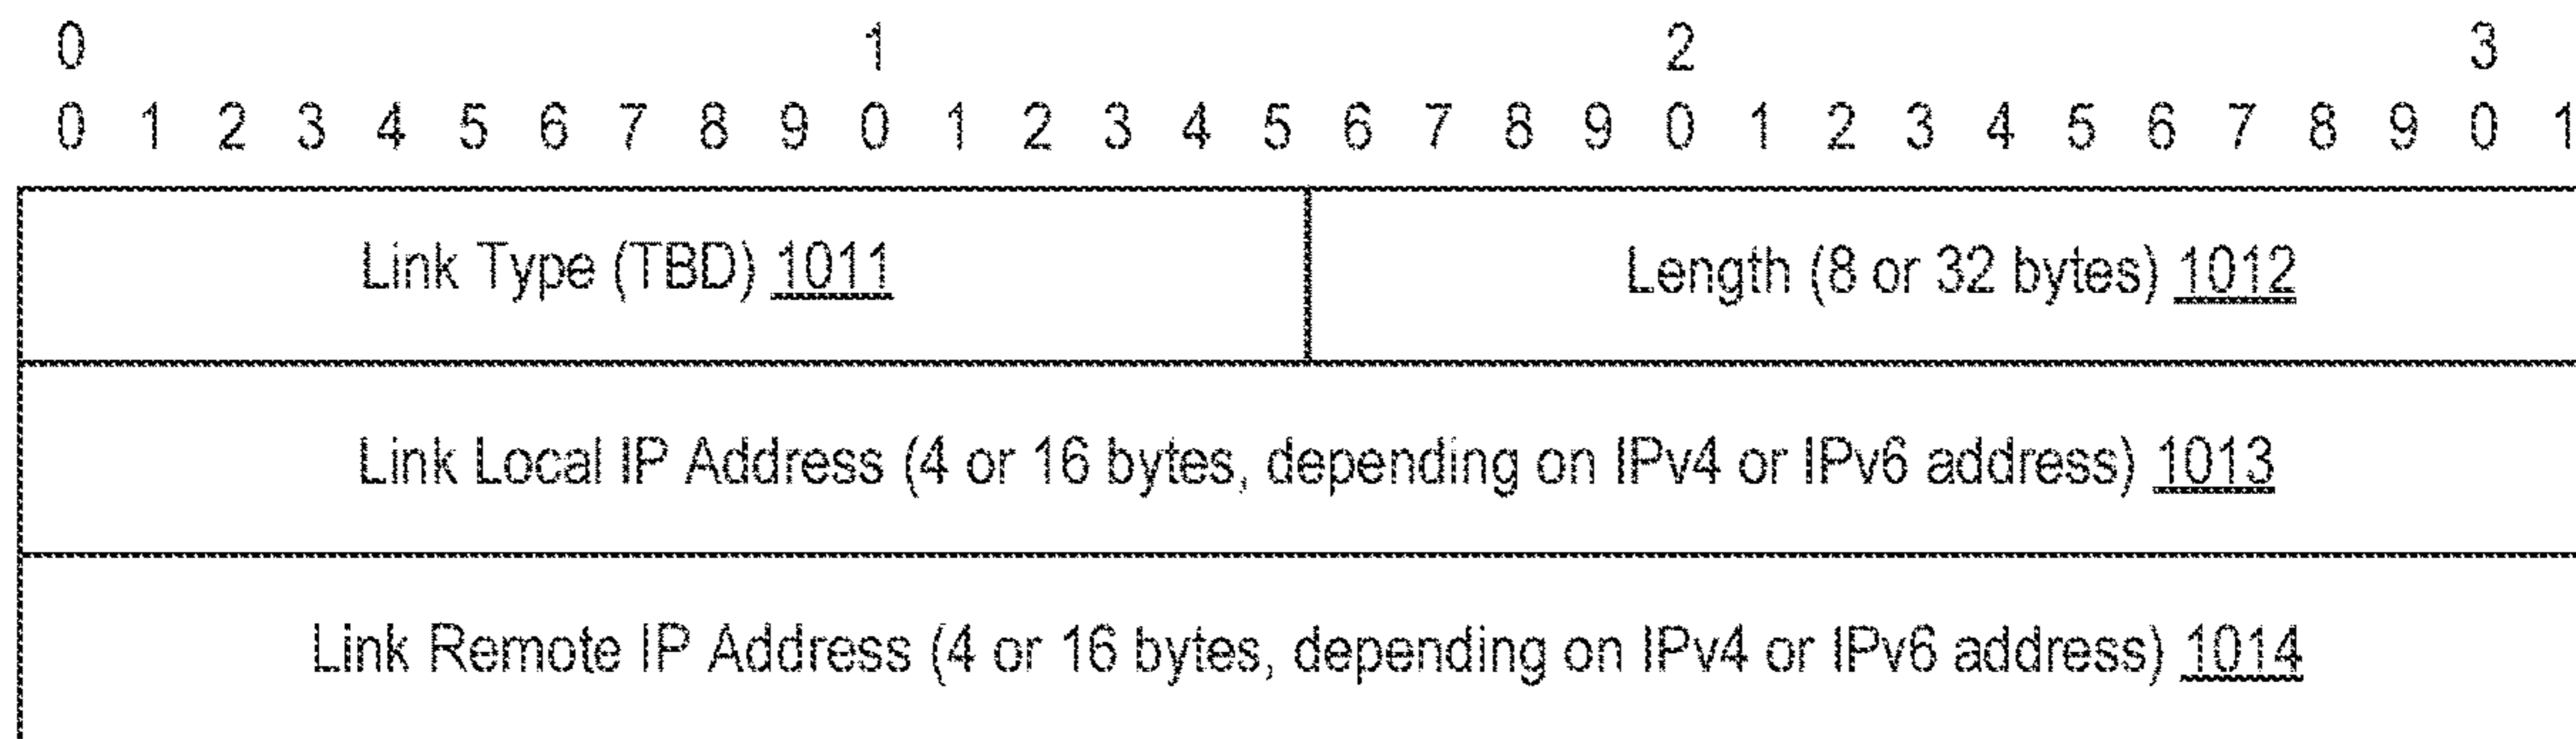 0 1 2 3
0 1 2 3 4 5 6 7 8 9 0 1 2 3 4 5 6 7 8 9 0 1 2 3 4 5 6 7 8 9 0 1
Link Type (TBD) 1011 Length (8 or 32 bytes) 1012
Link Local IP Address (4 or 16 bytes, depending on IPv4 or IPv6 address) 1013
Link Remote IP Address (4 or 16 bytes, depending on IPv4 or IPv6 address) 1014